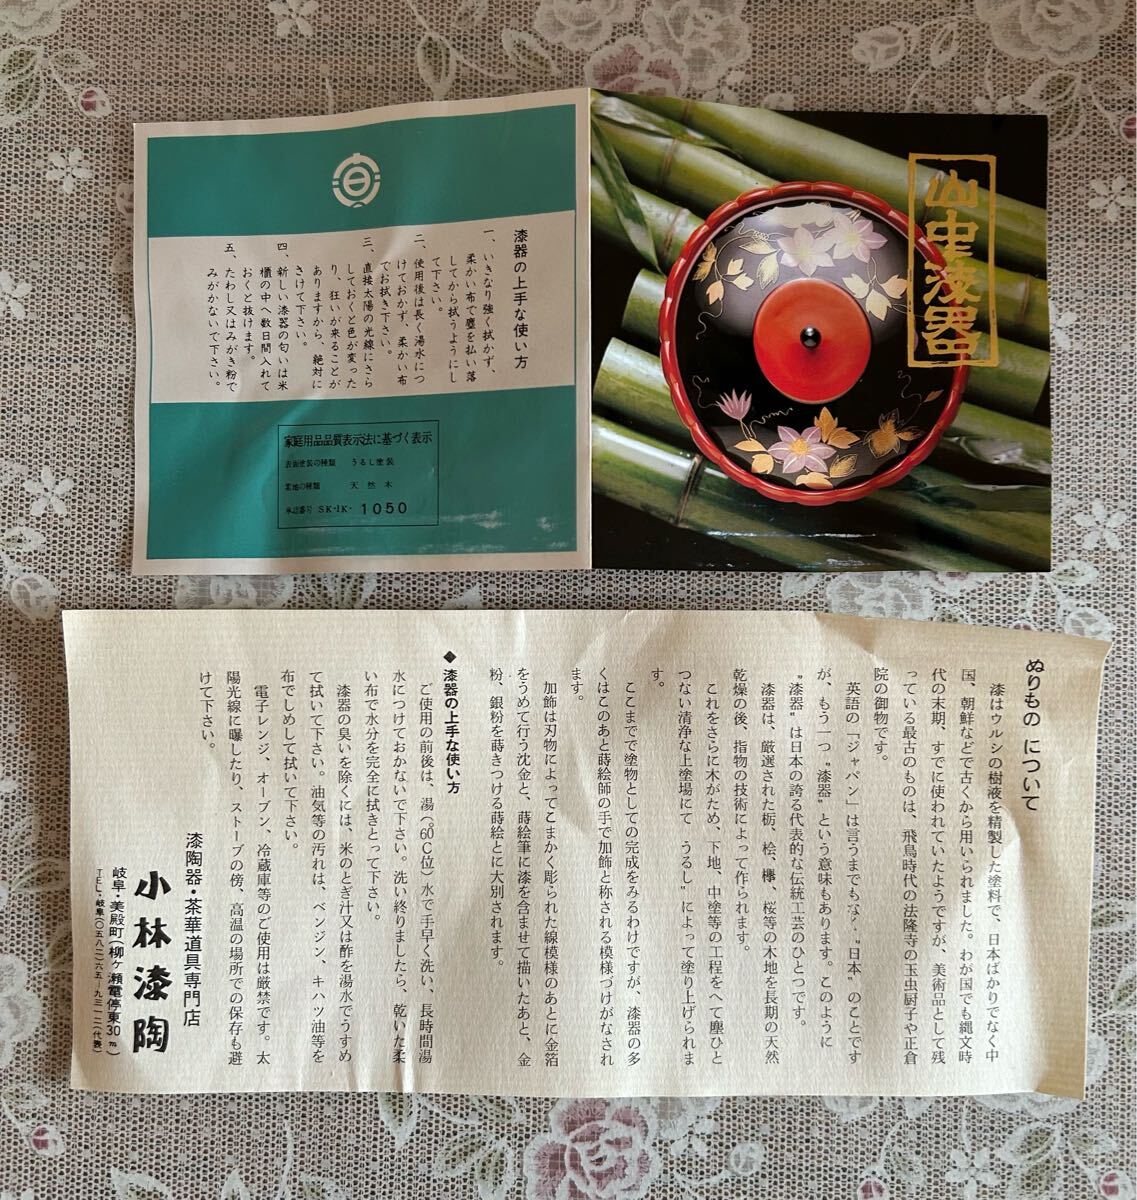 山中漆器
漆器の上手な使い方
一、いきなり強く拭かず、
柔かい布で塵を払い落
してから拭うようにし
て下さい。
二、使用後は長く湯水につ
けておかず、柔かい布
でお拭き下さい。
三、直接太陽の光線にさら
しておくと色が変った
り、狂いが来ることが
ありますから、絶対に
さけて下さい。
四、新しい漆器の匂いは米
櫃の中へ数日間入れて
おくと抜けます。
五、たわし又はみがき粉で
みがかないで下さい。
家庭用品品質表示法に基づく表示
表面塗装の種類 うるし塗装
素地の種類 天然木
承認番号 SK-IK- 1050
ぬりものについて
漆はウルシの樹液を精製した塗料で、日本ばかりでなく中
国、朝鮮などで古くから用いられました。わが国でも縄文時
代の末期、すでに使われていたようですが、美術品として残
っている最古のものは、飛鳥時代の法隆寺の玉虫厨子や正倉
院の御物です。
英語の「ジャパン」は言うまでもな〻"日本"のことです
が、もう一つ"漆器"という意味もあります。このように
"漆器"は日本の誇る代表的な伝統工芸のひとつです。
漆器は、厳選された栃、桧、欅、桜等の木地を長期の天然
乾燥の後、指物の技術によって作られます。
これをさらに木がため、下地、中塗等の工程をへて塵ひと
つない清浄な上塗場にて"うるし"によって塗り上げられま
す。
ここまでで塗物としての完成をみるわけですが、漆器の多
くはこのあと蒔絵師の手で加飾と称される模様づけがなされ
ます。
加飾は刃物によってこまかく彫られた線模様のあとに金箔
をうめて行う沈金と、蒔絵筆に漆を含ませて描いたあと、金
粉、銀粉を蒔きつける蒔絵とに大別されます。
◆漆器の上手な使い方
ご使用の前後は、湯(60℃位)水で手早く洗い、長時間湯
水につけておかないで下さい。洗い終りましたら、乾いた柔
い布で水分を完全に拭きとって下さい。
漆器の臭いを除くには、米のとぎ汁又は酢を湯水でうすめ
て拭いて下さい。油気等の汚れは、ベンジン、キハツ油等を
布でしめして拭いて下さい。
電子レンジ、オーブン、冷蔵庫等のご使用は厳禁です。太
陽光線に曝したり、ストーブの傍、高温の場所での保存も避
けて下さい。
漆陶器・茶華道具専門店
小林漆陶
岐阜・美殿町(柳ケ瀬電停東30m)
TEL・岐阜(〇五八二)六五ー九三一二(代表)